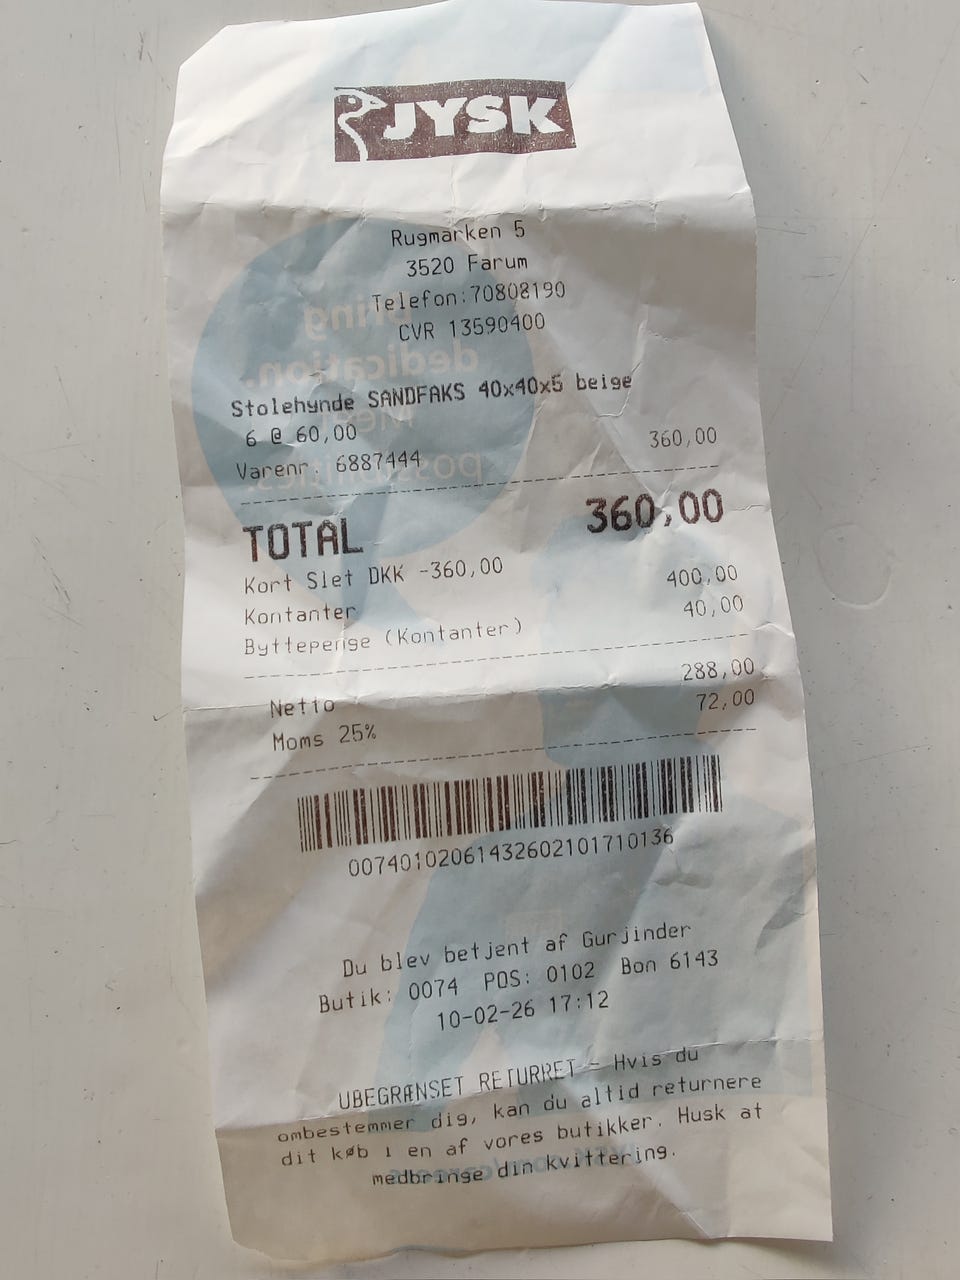 JYSK
Rugmarken 5
3520 Farum
Telefon:70808190
CVR 13590400
Stolehynde SANDFAKS 40x40x5 beige
6 @ 60,00 360,00
Varenr. 6887444
TOTAL 360,00
Kort Slet DKK -360,00
Kontanter 400,00
Byttepenge (Kontanter) 40,00
Netto 288,00
Moms 25% 72,00
0074010206143260210171​0136
Du blev betjent af Gurjinder
Butik: 0074 POS: 0102 Bon 6143
10-02-26 17:12
UBEGRÆNSET RETURRET - Hvis du
ombestemmer dig, kan du altid returnere
dit køb i en af vores butikker. Husk at
medbringe din kvittering.